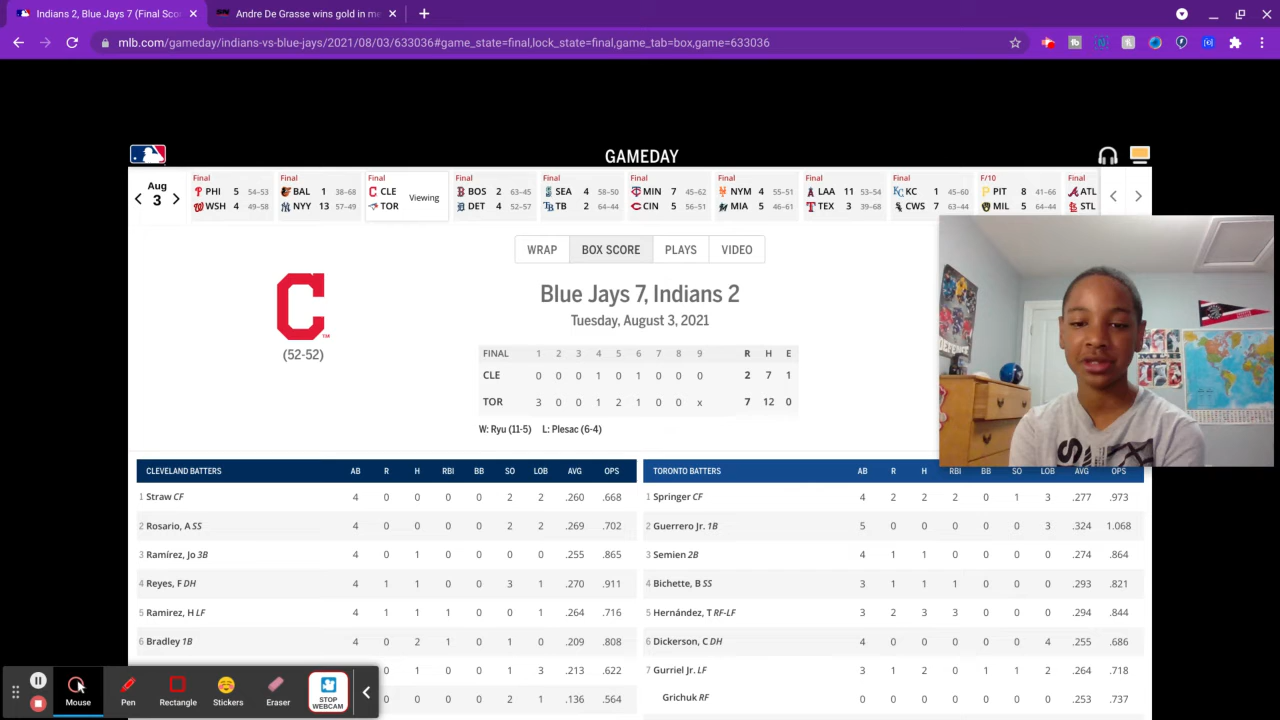 Indians 2, Blue Jays 7 (Final Sco
Andre De Grasse wins gold in me
mlb.com/gameday/indians-vs-blue-jays/2021/08/03/633036#game_state=final,lock_state=final,game_tab=box,game=633036
GAMEDAY
Aug 3
Final PHI 5 54-53 WSH 4 49-58
Final BAL 1 38-68 NYY 13 57-49
Final CLE TOR Viewing
Final BOS 2 63-45 DET 4 52-57
Final SEA 4 58-50 TB 2 64-44
Final MIN 7 45-62 CIN 5 56-51
Final NYM 4 55-51 MIA 5 46-61
Final LAA 11 53-54 TEX 3 39-68
Final KC 1 45-60 CWS 7 63-44
F/10 PIT 8 41-66 MIL 5 64-44
Final ATL STL
WRAP BOX SCORE PLAYS VIDEO
C
(52-52)
Blue Jays 7, Indians 2
Tuesday, August 3, 2021
FINAL 1 2 3 4 5 6 7 8 9 R H E
CLE 0 0 0 1 0 1 0 0 0 2 7 1
TOR 3 0 0 1 2 1 0 0 x 7 12 0
W: Ryu (11-5) L: Plesac (6-4)
CLEVELAND BATTERS AB R H RBI BB SO LOB AVG OPS
1 Straw CF 4 0 0 0 0 2 2 .260 .668
2 Rosario, A SS 4 0 0 0 0 2 2 .269 .702
3 Ramírez, Jo 3B 4 0 1 0 0 0 0 .255 .865
4 Reyes, F DH 4 1 1 0 0 3 1 .270 .911
5 Ramirez, H LF 4 1 1 1 0 0 1 .264 .716
6 Bradley 1B 4 0 2 1 0 1 0 .209 .808
0 1 0 0 1 3 .213 .622
0 0 0 0 0 1 .136 .564
TORONTO BATTERS AB R H RBI BB SO LOB AVG OPS
1 Springer CF 4 2 2 2 0 1 3 .277 .973
2 Guerrero Jr. 1B 5 0 0 0 0 0 3 .324 1.068
3 Semien 2B 4 1 1 0 0 0 0 .274 .864
4 Bichette, B SS 3 1 1 1 0 0 0 .293 .821
5 Hernández, T RF-LF 3 2 3 3 0 0 0 .294 .844
6 Dickerson, C DH 4 0 0 0 0 0 4 .255 .686
7 Gurriel Jr. LF 3 1 2 0 1 1 2 .264 .718
Grichuk RF 0 0 0 0 0 0 0 .253 .737
Mouse Pen Rectangle Stickers Eraser STOP WEBCAM